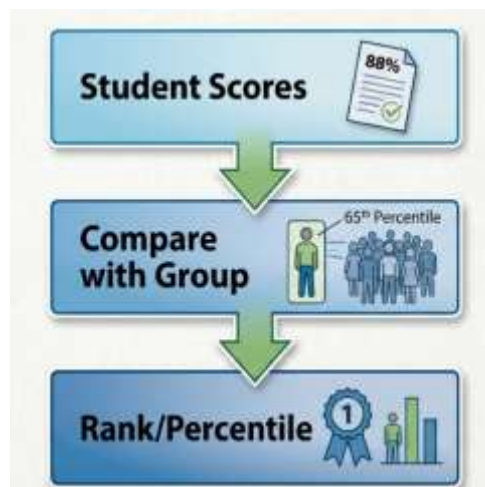 88%
Student Scores
65th Percentile
Compare
with Group
Rank/Percentile
1